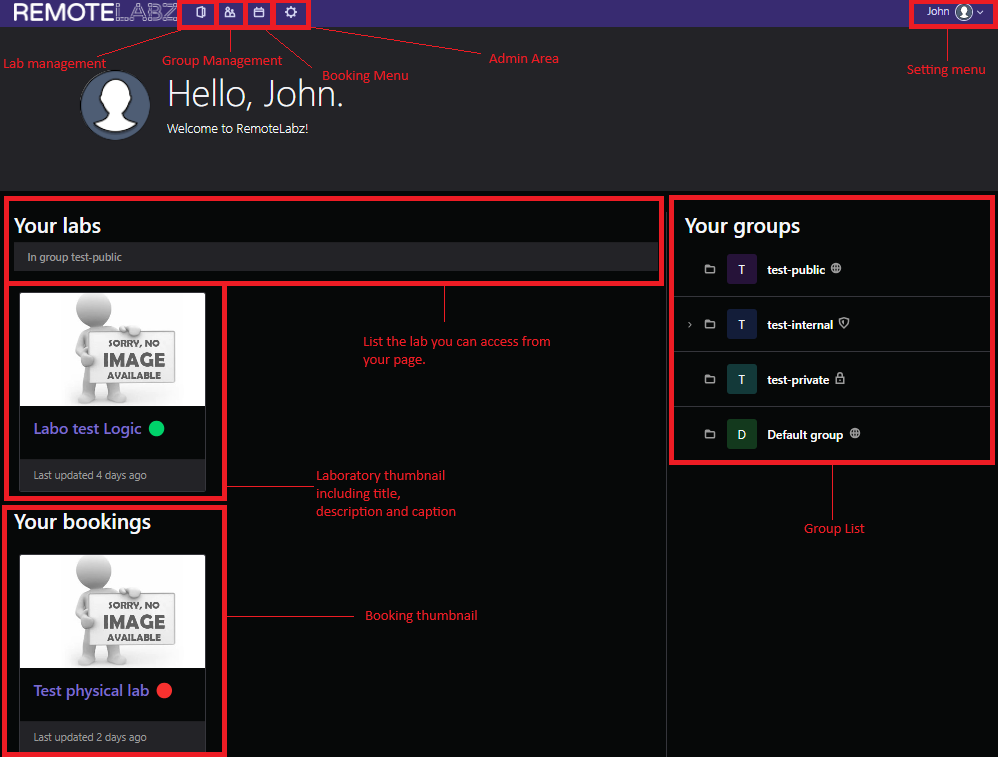 REMOTELABZ
John
Lab management
Group Management
Booking Menu
Admin Area
Setting menu
Hello, John.
Welcome to RemoteLabz!
Your labs
In group test-public
SORRY, NO
IMAGE
AVAILABLE
Labo test Logic
Last updated 4 days ago
List the lab you can access from
your page.
Laboratory thumbnail
including title,
description and caption
Your bookings
SORRY, NO
IMAGE
AVAILABLE
Test physical lab
Last updated 2 days ago
Booking thumbnail
Your groups
T test-public
T test-internal
T test-private
D Default group
Group List